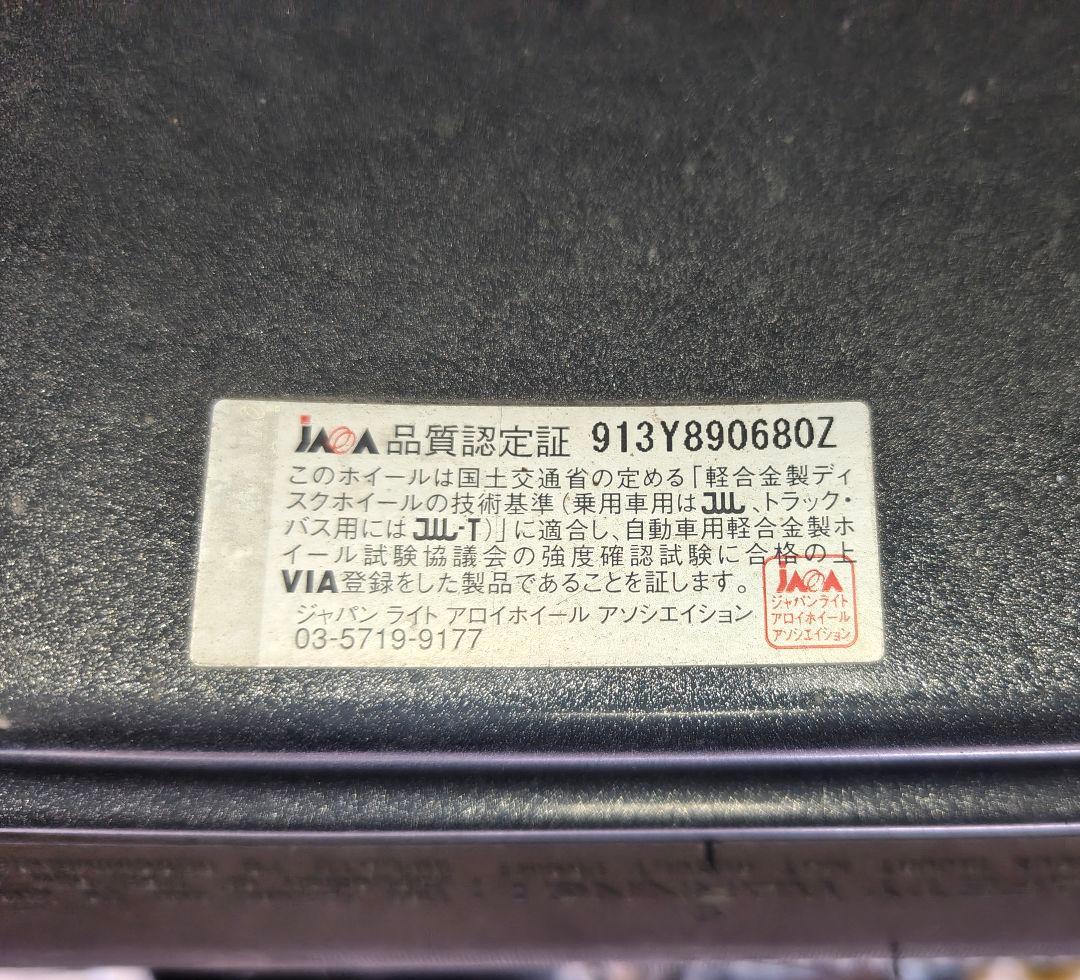 JAWA 品質認定証 913Y890680Z
このホイールは国土交通省の定める「軽合金製ディ
スクホイールの技術基準(乗用車用はJWL、トラック・
バス用にはJWL-T)」に適合し、自動車用軽合金製ホ
イール試験協議会の強度確認試験に合格の上
VIA登録をした製品であることを証します。
ジャパン ライト アロイホイール アソシエイション
03-5719-9177
JAWA
ジャパン ライト
アロイホイール
アソシエイション